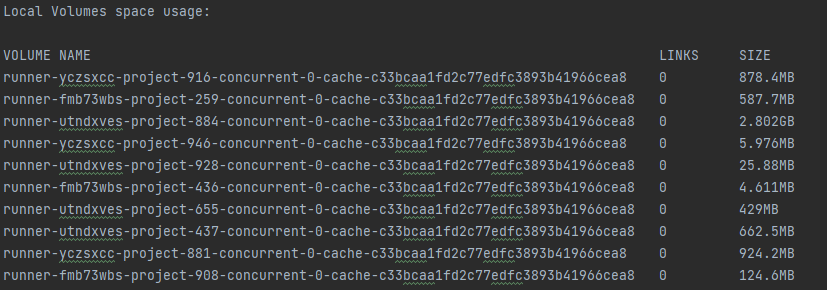 Local Volumes space usage:
VOLUME NAME LINKS SIZE
runner-yczsxcc-project-916-concurrent-0-cache-c33bcaa1fd2c77edfc3893b41966cea8 0 878.4MB
runner-fmb73wbs-project-259-concurrent-0-cache-c33bcaa1fd2c77edfc3893b41966cea8 0 587.7MB
runner-utndxves-project-884-concurrent-0-cache-c33bcaa1fd2c77edfc3893b41966cea8 0 2.802GB
runner-yczsxcc-project-946-concurrent-0-cache-c33bcaa1fd2c77edfc3893b41966cea8 0 5.976MB
runner-utndxves-project-928-concurrent-0-cache-c33bcaa1fd2c77edfc3893b41966cea8 0 25.88MB
runner-fmb73wbs-project-436-concurrent-0-cache-c33bcaa1fd2c77edfc3893b41966cea8 0 4.611MB
runner-utndxves-project-655-concurrent-0-cache-c33bcaa1fd2c77edfc3893b41966cea8 0 429MB
runner-utndxves-project-437-concurrent-0-cache-c33bcaa1fd2c77edfc3893b41966cea8 0 662.5MB
runner-yczsxcc-project-881-concurrent-0-cache-c33bcaa1fd2c77edfc3893b41966cea8 0 924.2MB
runner-fmb73wbs-project-908-concurrent-0-cache-c33bcaa1fd2c77edfc3893b41966cea8 0 124.6MB